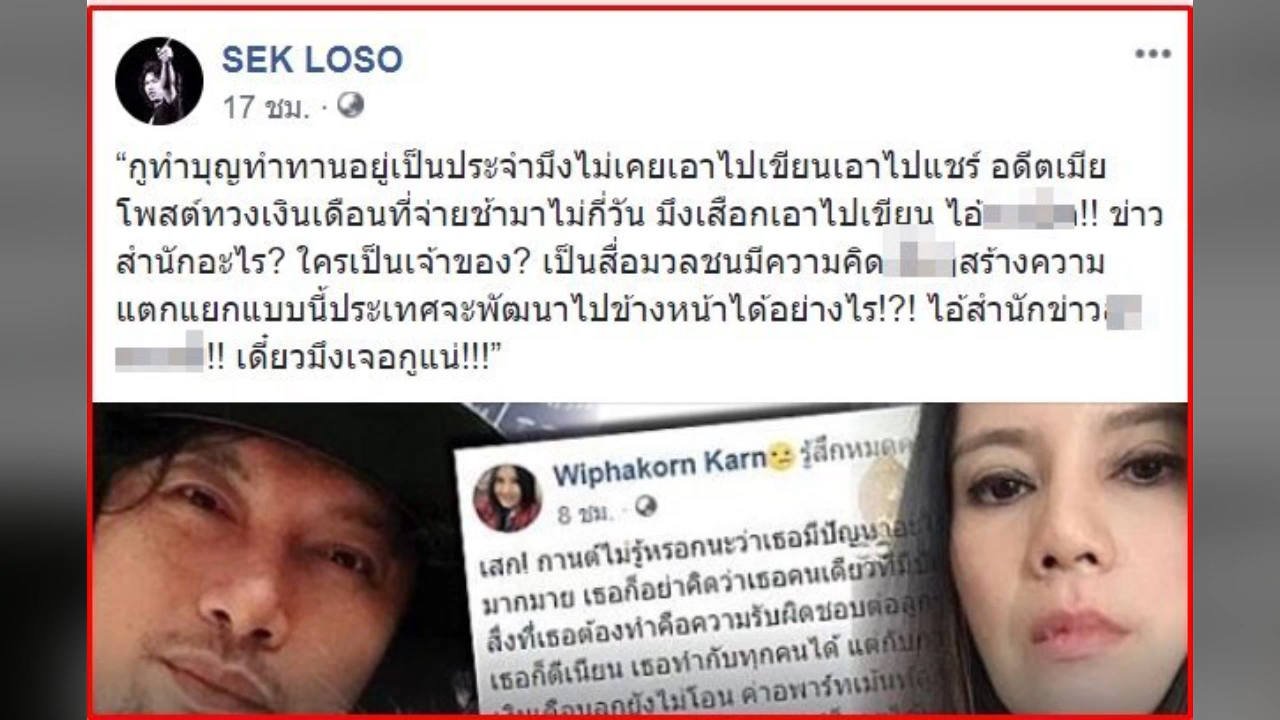 SEK LOSO
17 ชม.
“กูทำบุญทำทานอยู่เป็นประจำมึงไม่เคยเอาไปเขียนเอาไปแชร์ อดีตเมีย
โพสต์ทวงเงินเดือนที่จ่ายช้ามาไม่กี่วัน มึงเสือกเอาไปเขียน ไอ้ !! ข่าว
สำนักอะไร? ใครเป็นเจ้าของ? เป็นสื่อมวลชนมีความคิด สร้างความ
แตกแยกแบบนี้ประเทศจะพัฒนาไปข้างหน้าได้อย่างไร!?! ไอ้สำนักข่าว
!! เดี๋ยวมึงเจอกูแน่!!!”
Wiphakorn Karn รู้สึกหมด
8 ชม.
เสก! กานต์ไม่รู้หรอกนะว่าเธอมีปัญหา
มากมาย เธอก็อย่าคิดว่าเธอคนเดียวที่มี
สิ่งที่เธอต้องทำคือความรับผิดชอบต่อลูก
เธอก็ดีเนียน เธอทำกับทุกคนได้ แต่กับ
เงินเดือนลูกยังไม่โอน ค่าอพาร์ทเม้นท์